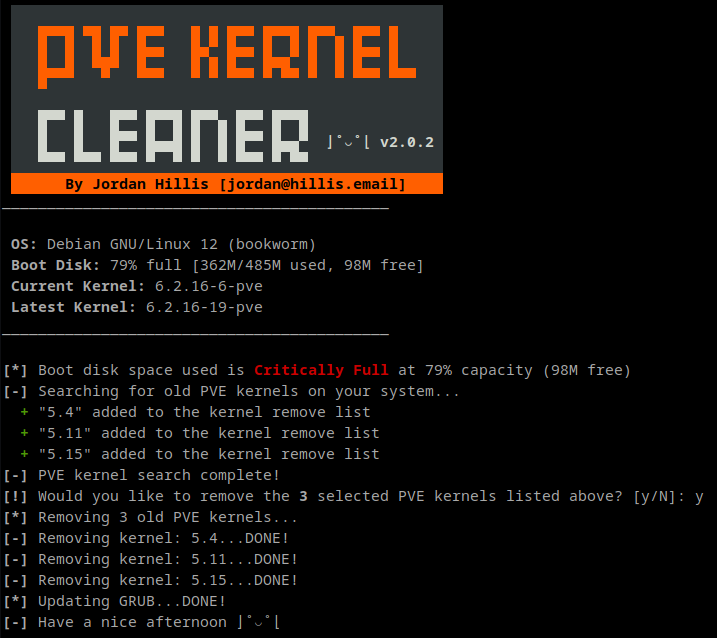 PVE KERNEL
CLEANER ⌋˚◡˚⌊ v2.0.2
By Jordan Hillis [jordan@hillis.email]
___________________________________________
OS: Debian GNU/Linux 12 (bookworm)
Boot Disk: 79% full [362M/485M used, 98M free]
Current Kernel: 6.2.16-6-pve
Latest Kernel: 6.2.16-19-pve
___________________________________________
[*] Boot disk space used is Critically Full at 79% capacity (98M free)
[-] Searching for old PVE kernels on your system...
+ "5.4" added to the kernel remove list
+ "5.11" added to the kernel remove list
+ "5.15" added to the kernel remove list
[-] PVE kernel search complete!
[!] Would you like to remove the 3 selected PVE kernels listed above? [y/N]: y
[*] Removing 3 old PVE kernels...
[-] Removing kernel: 5.4...DONE!
[-] Removing kernel: 5.11...DONE!
[-] Removing kernel: 5.15...DONE!
[*] Updating GRUB...DONE!
[-] Have a nice afternoon ⌋˚◡˚⌊